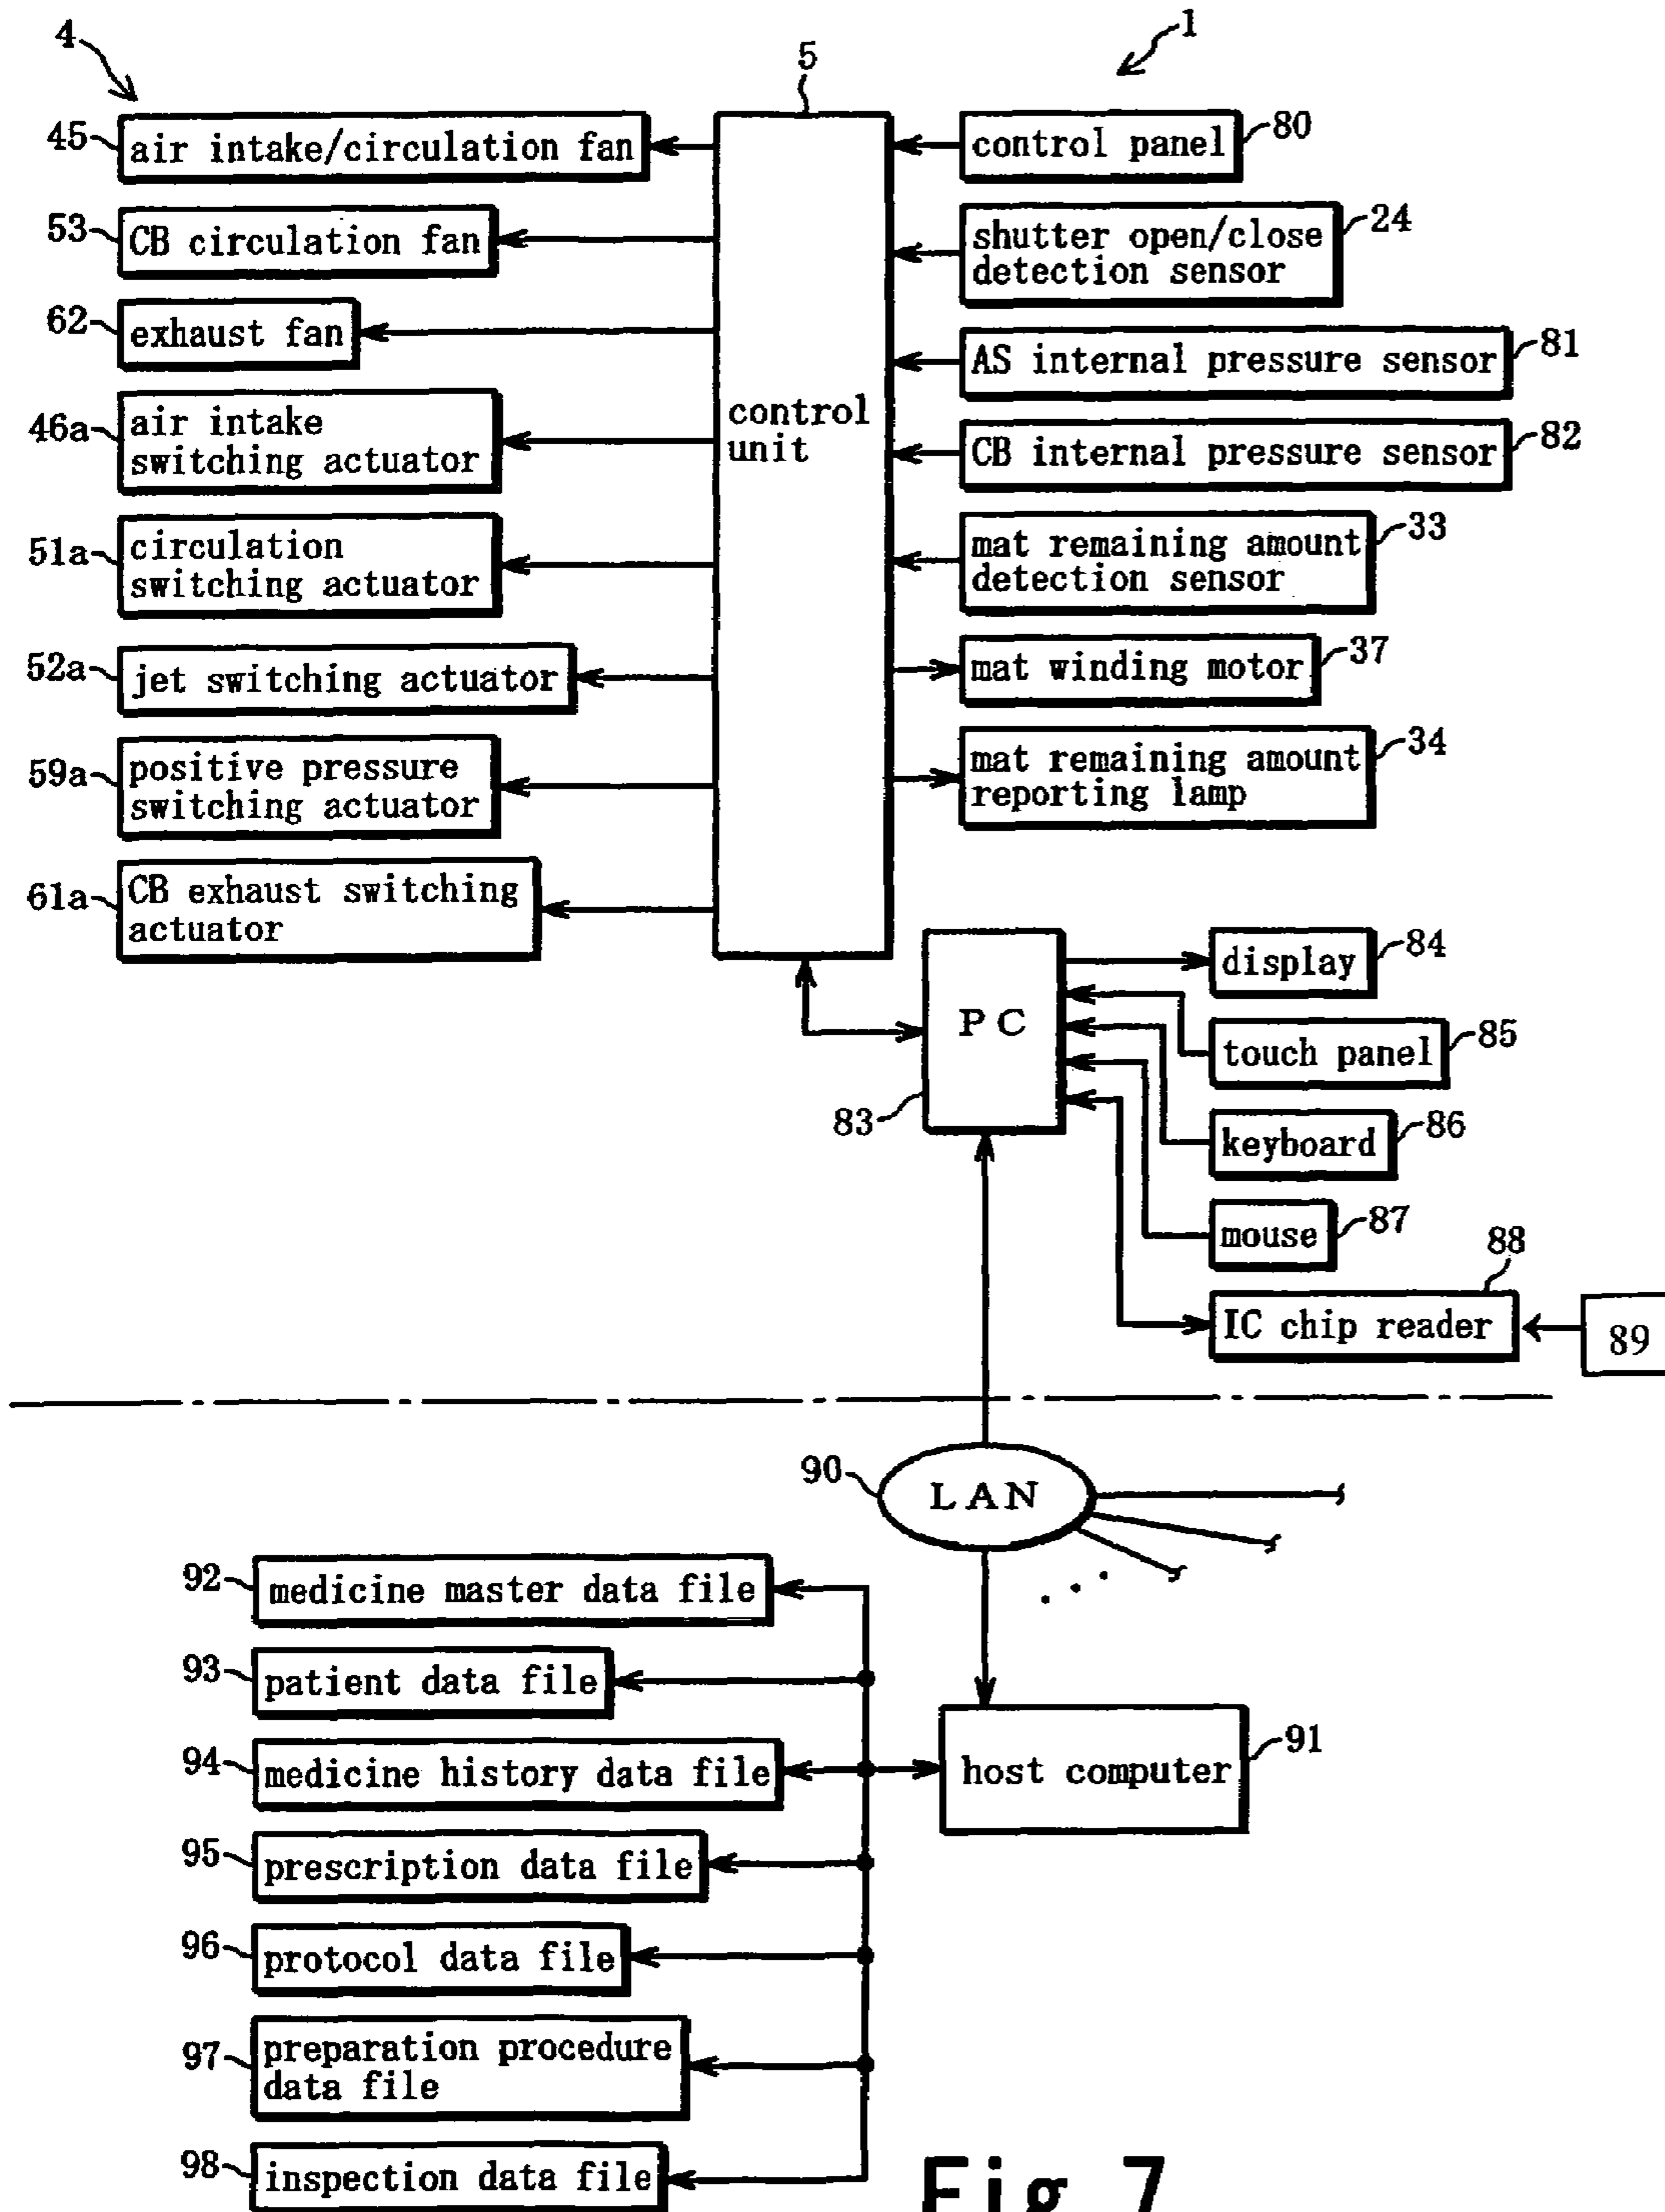 4
1
5
45
air intake/circulation fan
53
CB circulation fan
62
exhaust fan
46a
air intake
switching actuator
51a
circulation
switching actuator
52a
jet switching actuator
59a
positive pressure
switching actuator
61a
CB exhaust switching
actuator
control
unit
control panel
80
shutter open/close
detection sensor
24
AS internal pressure sensor
81
CB internal pressure sensor
82
mat remaining amount
detection sensor
33
mat winding motor
37
mat remaining amount
reporting lamp
34
PC
83
display
84
touch panel
85
keyboard
86
mouse
87
88
IC chip reader
89
90
LAN
92
medicine master data file
93
patient data file
94
medicine history data file
host computer
91
95
prescription data file
96
protocol data file
97
preparation procedure
data file
98
inspection data file
Fig 7